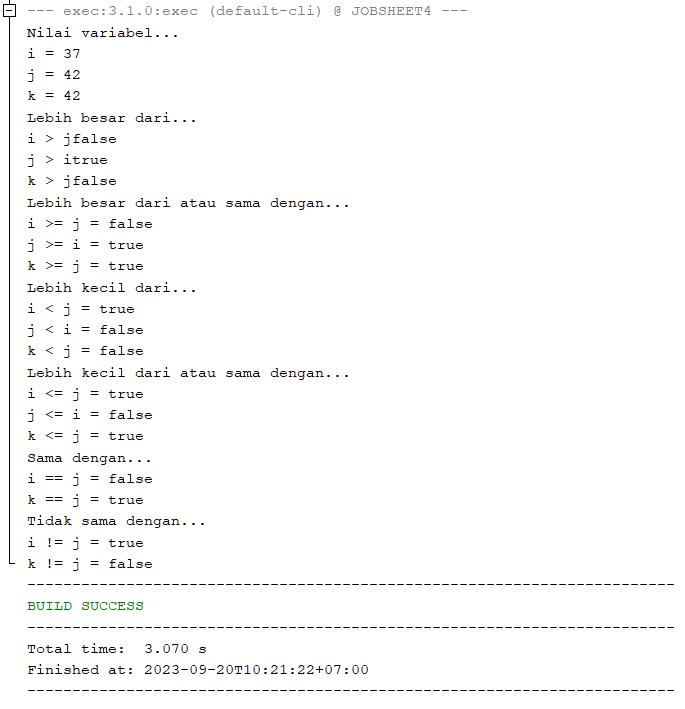 --- exec:3.1.0:exec (default-cli) @ JOBSHEET4 ---
Nilai variabel...
i = 37
j = 42
k = 42
Lebih besar dari...
i > jfalse
j > itrue
k > jfalse
Lebih besar dari atau sama dengan...
i >= j = false
j >= i = true
k >= j = true
Lebih kecil dari...
i < j = true
j < i = false
k < j = false
Lebih kecil dari atau sama dengan...
i <= j = true
j <= i = false
k <= j = true
Sama dengan...
i == j = false
k == j = true
Tidak sama dengan...
i != j = true
k != j = false
------------------------------------------------------------------------
BUILD SUCCESS
------------------------------------------------------------------------
Total time:  3.070 s
Finished at: 2023-09-20T10:21:22+07:00
------------------------------------------------------------------------